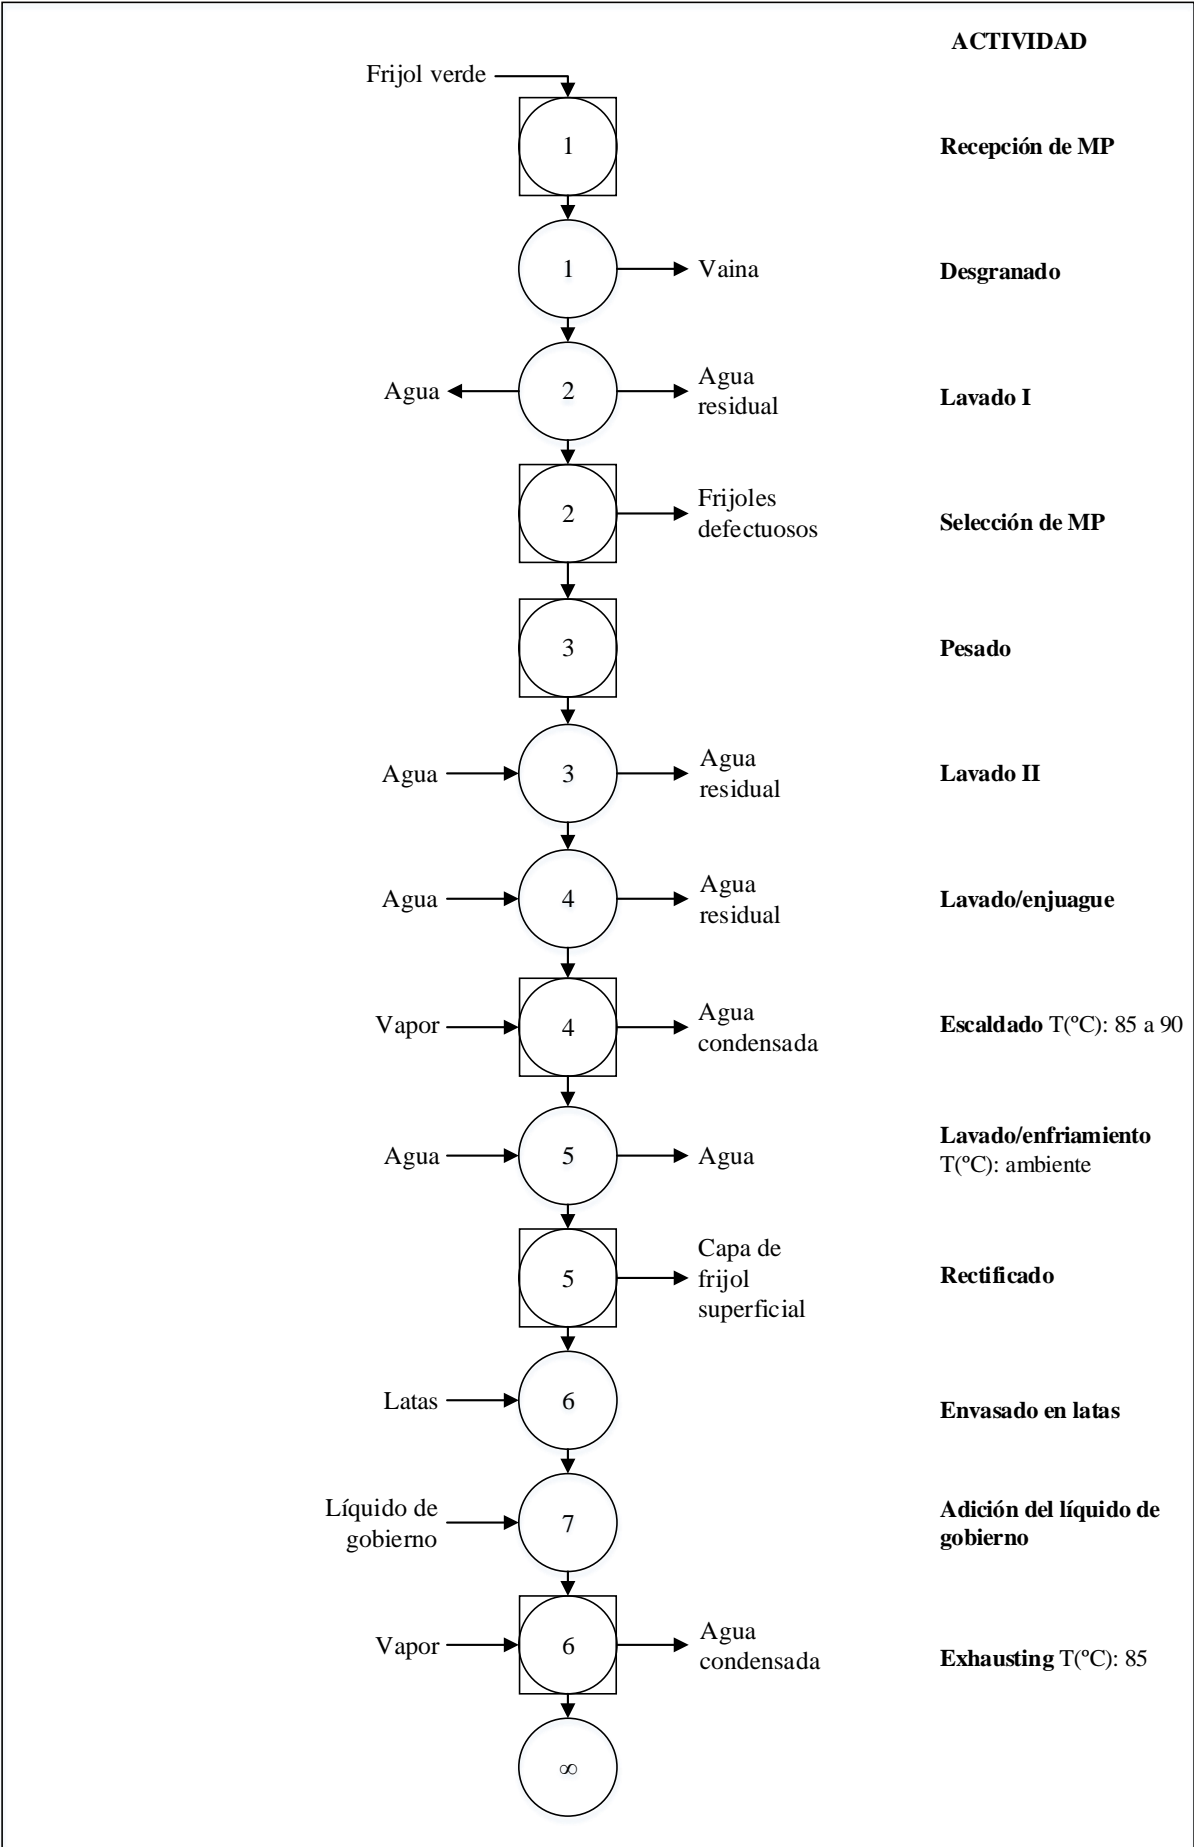 ACTIVIDAD
Frijol verde
1
Recepción de MP
1
Vaina
Desgranado
Agua
2
Agua
residual
Lavado I
2
Frijoles
defectuosos
Selección de MP
3
Pesado
Agua
3
Agua
residual
Lavado II
Agua
4
Agua
residual
Lavado/enjuague
Vapor
4
Agua
condensada
Escaldado T(ºC): 85 a 90
Agua
5
Agua
Lavado/enfriamiento
T(ºC): ambiente
5
Capa de
frijol
superficial
Rectificado
Latas
6
Envasado en latas
Líquido de
gobierno
7
Adición del líquido de
gobierno
Vapor
6
Agua
condensada
Exhausting T(ºC): 85
∞